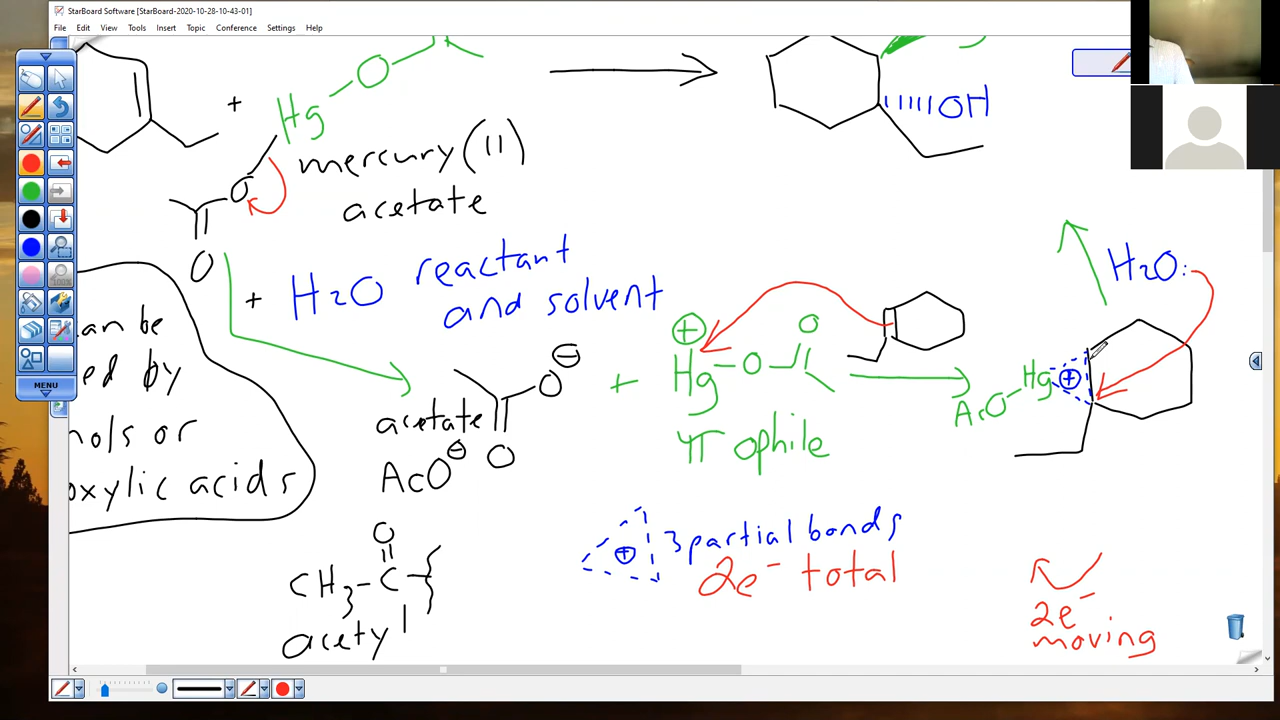 StarBoard Software [StarBoard-2020-10-28-10-43-01]
File Edit View Tools Insert Topic Conference Settings Help
Hg O
+
OH
mercury (II)
acetate
O
O
+ H2O reactant
and solvent
H2O:
an be
ed by
nols or
oxylic acids
⊕
Hg O O
⊖
O
+
π ophile
AcO Hg ⊕
acetate
AcO⊖ O
⊕ 3 partial bonds
2e⁻ total
O
CH3-C
acetyl
2e⁻
moving
MENU
100%